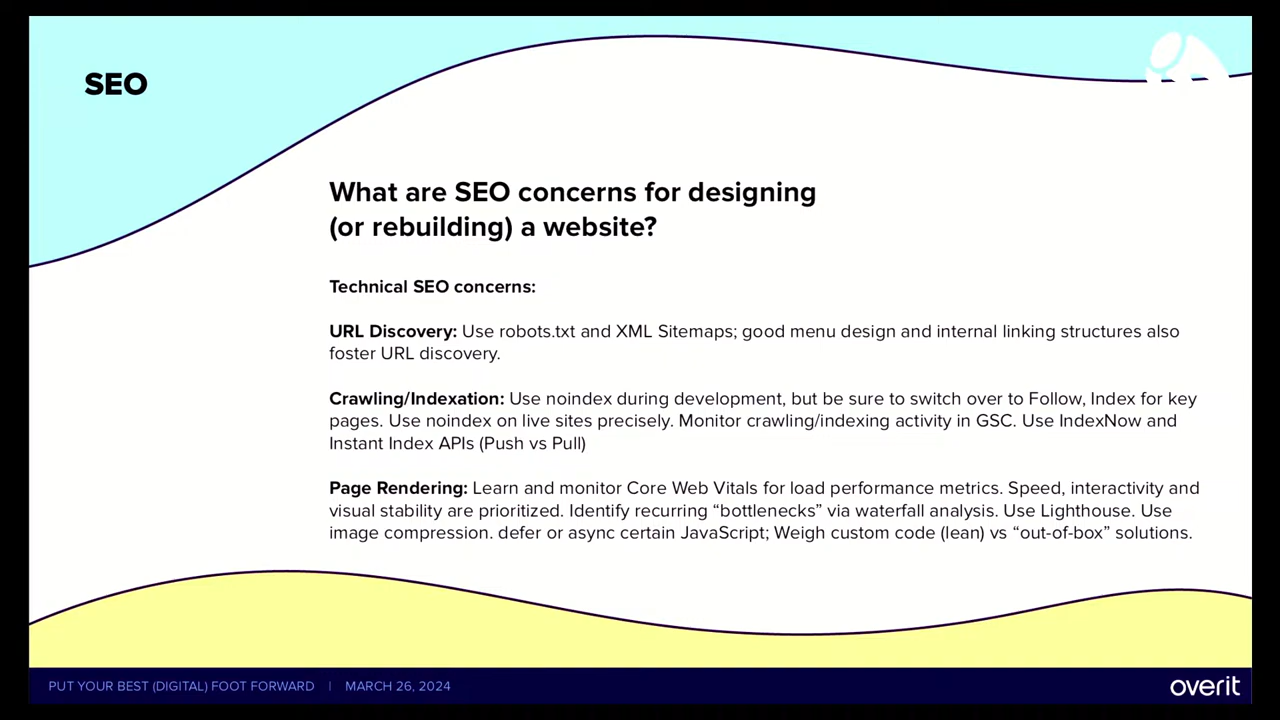 SEO
What are SEO concerns for designing
(or rebuilding) a website?
Technical SEO concerns:
URL Discovery: Use robots.txt and XML Sitemaps; good menu design and internal linking structures also
foster URL discovery.
Crawling/Indexation: Use noindex during development, but be sure to switch over to Follow, Index for key
pages. Use noindex on live sites precisely. Monitor crawling/indexing activity in GSC. Use IndexNow and
Instant Index APIs (Push vs Pull)
Page Rendering: Learn and monitor Core Web Vitals for load performance metrics. Speed, interactivity and
visual stability are prioritized. Identify recurring “bottlenecks” via waterfall analysis. Use Lighthouse. Use
image compression. defer or async certain JavaScript; Weigh custom code (lean) vs “out-of-box” solutions.
PUT YOUR BEST (DIGITAL) FOOT FORWARD | MARCH 26, 2024
overit